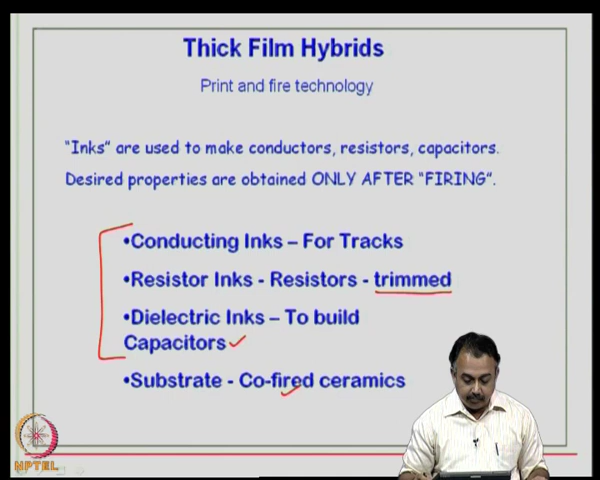 Thick Film Hybrids
Print and fire technology
“Inks” are used to make conductors, resistors, capacitors.
Desired properties are obtained ONLY AFTER “FIRING”.
•Conducting Inks – For Tracks
•Resistor Inks - Resistors - trimmed
•Dielectric Inks – To build
Capacitors
•Substrate - Co-fired ceramics
NPTEL